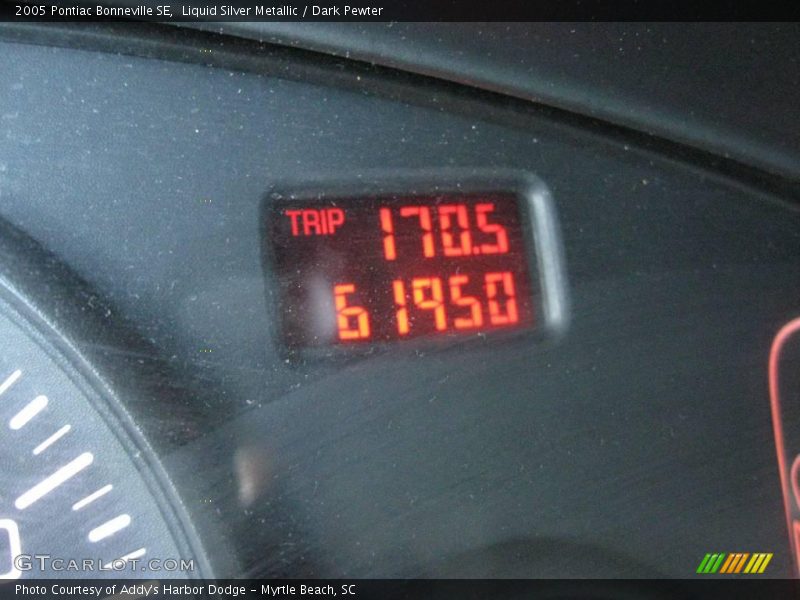 2005 Pontiac Bonneville SE,  Liquid Silver Metallic / Dark Pewter
TRIP 170.5
61950
GTcarlot.com
Photo Courtesy of Addy's Harbor Dodge - Myrtle Beach, SC